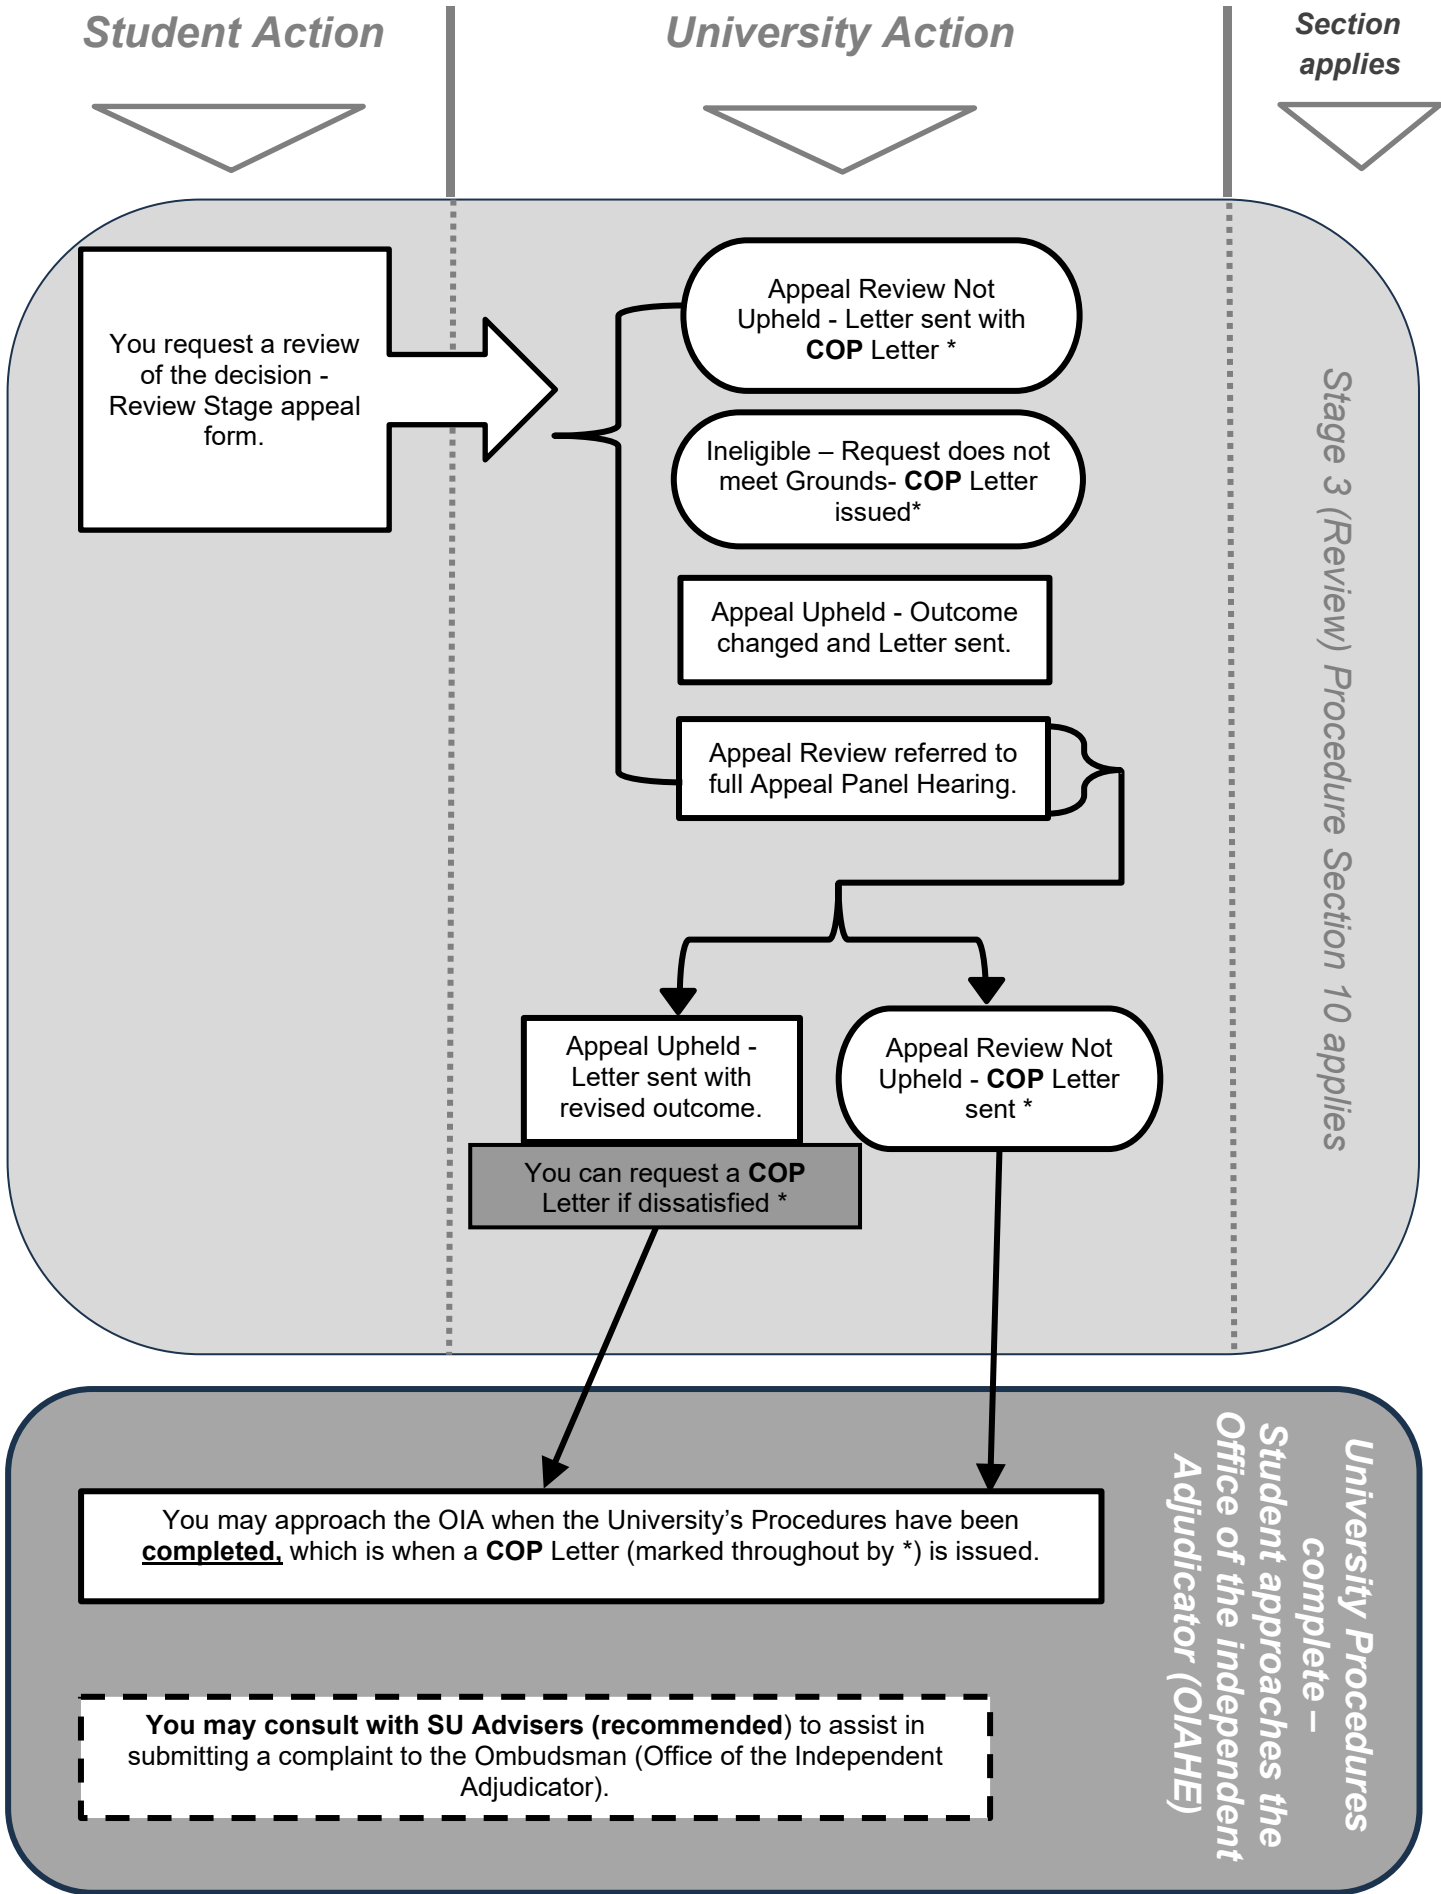 Student Action
University Action
Section
applies
You request a review
of the decision -
Review Stage appeal
form.
Appeal Review Not
Upheld - Letter sent with
COP Letter *
Ineligible – Request does not
meet Grounds- COP Letter
issued*
Appeal Upheld - Outcome
changed and Letter sent.
Appeal Review referred to
full Appeal Panel Hearing.
Stage 3 (Review) Procedure Section 10 applies
Appeal Upheld -
Letter sent with
revised outcome.
Appeal Review Not
Upheld - COP Letter
sent *
You can request a COP
Letter if dissatisfied *
You may approach the OIA when the University’s Procedures have been
completed, which is when a COP Letter (marked throughout by *) is issued.
You may consult with SU Advisers (recommended) to assist in
submitting a complaint to the Ombudsman (Office of the Independent
Adjudicator).
University Procedures
complete –
Student approaches the
Office of the independent
Adjudicator (OIAHE)